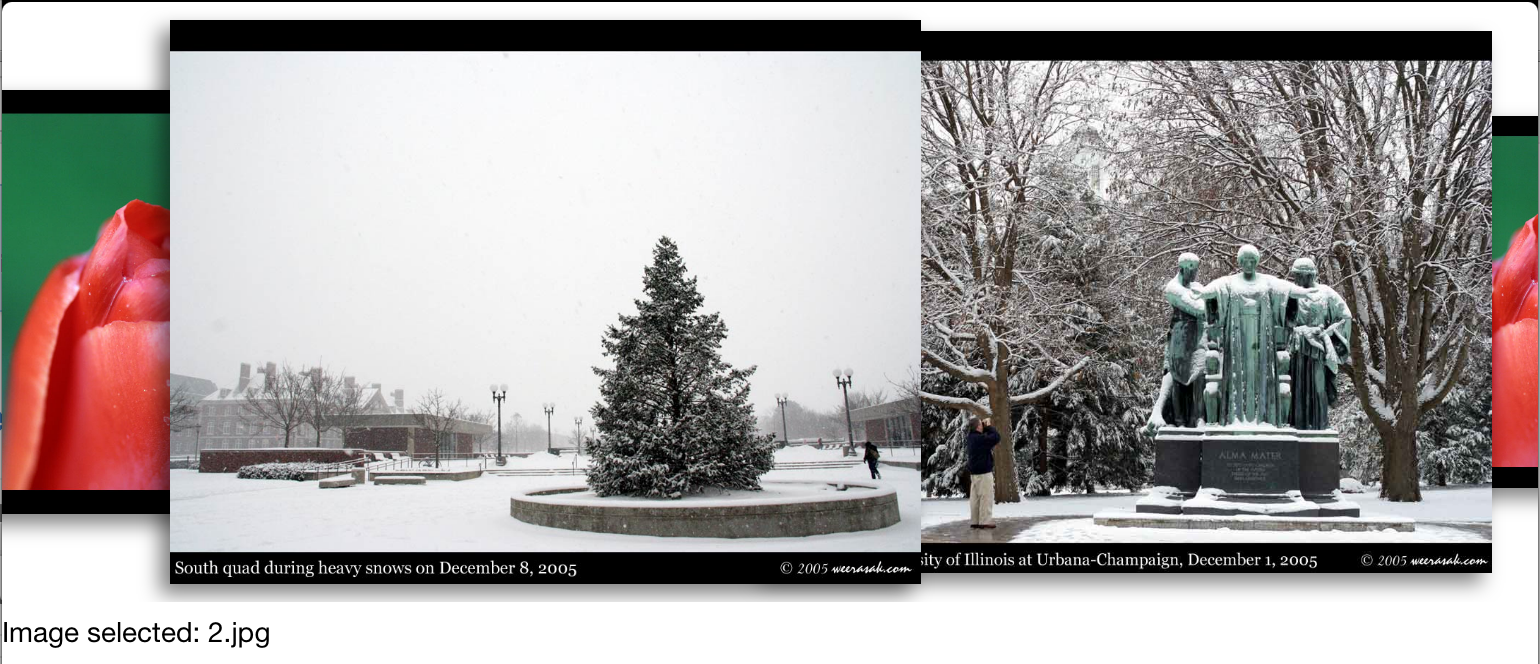 South quad during heavy snows on December 8, 2005
© 2005 weerasak.com
sity of Illinois at Urbana-Champaign, December 1, 2005
© 2005 weerasak.com
ALMA MATER
Image selected: 2.jpg